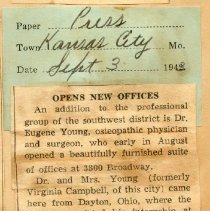 Paper Press
Town Kansas City Mo.
Date Sept 3 1942
OPENS NEW OFFICES
An addition to the professional
group of the southwest district is Dr.
Eugene Young, osteopathic physician
and surgeon, who early in August
opened a beautifully furnished suite
of offices at 3800 Broadway.
Dr. and Mrs. Young (formerly
Virginia Campbell, of this city) came
here from Dayton, Ohio, where the